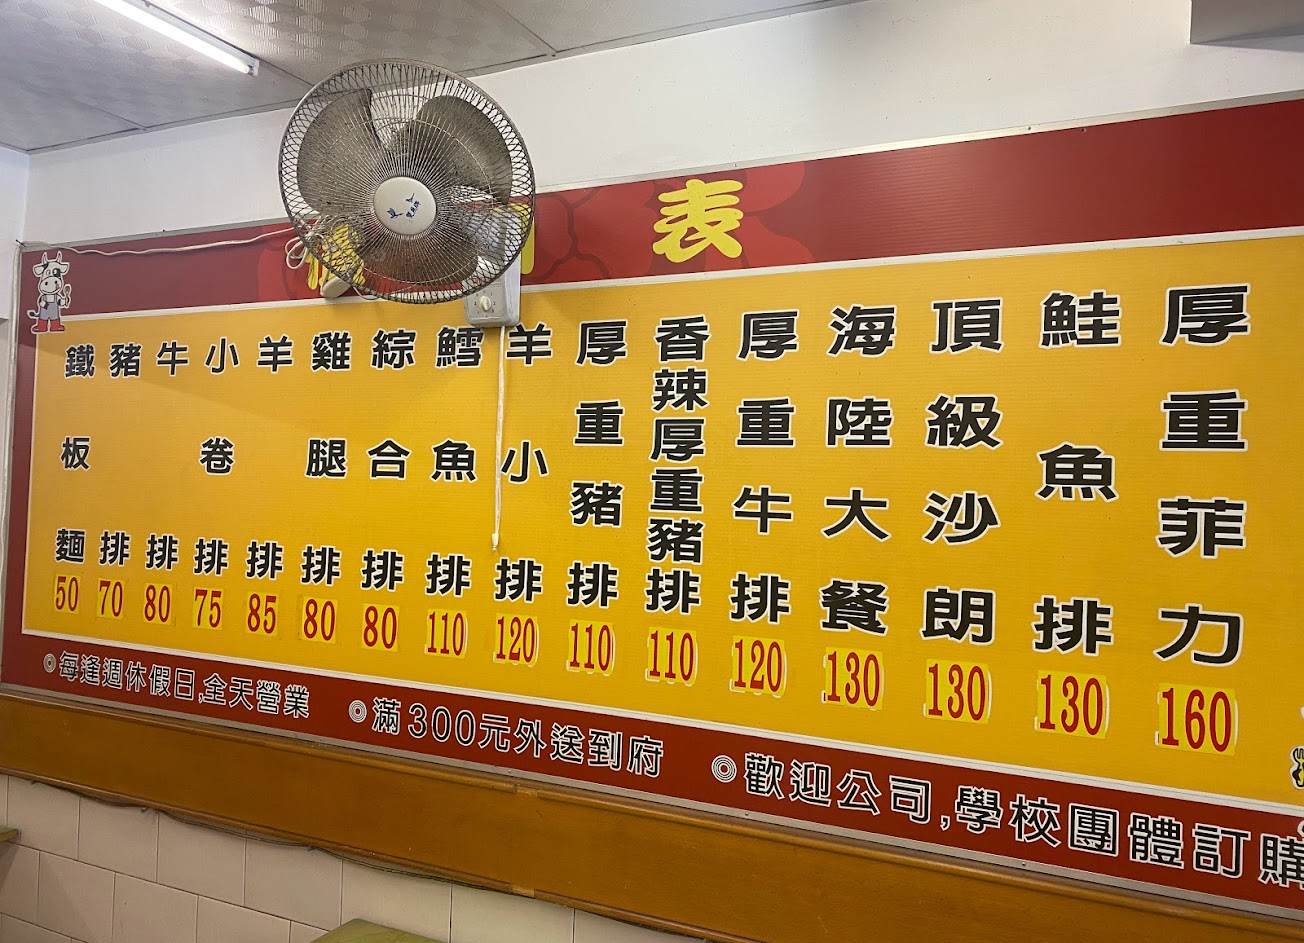 表
鐵板麵 50
豬排 70
牛排 80
小卷排 75
羊排 85
雞腿排 80
綜合排 80
鱈魚排 110
羊小排 120
厚重豬排 110
香辣厚重豬排 110
厚重牛排 120
海陸大餐 130
頂級沙朗 130
鮭魚排 130
厚重菲力 160
◎每逢週休假日,全天營業
◎滿300元外送到府
◎歡迎公司,學校團體訂購